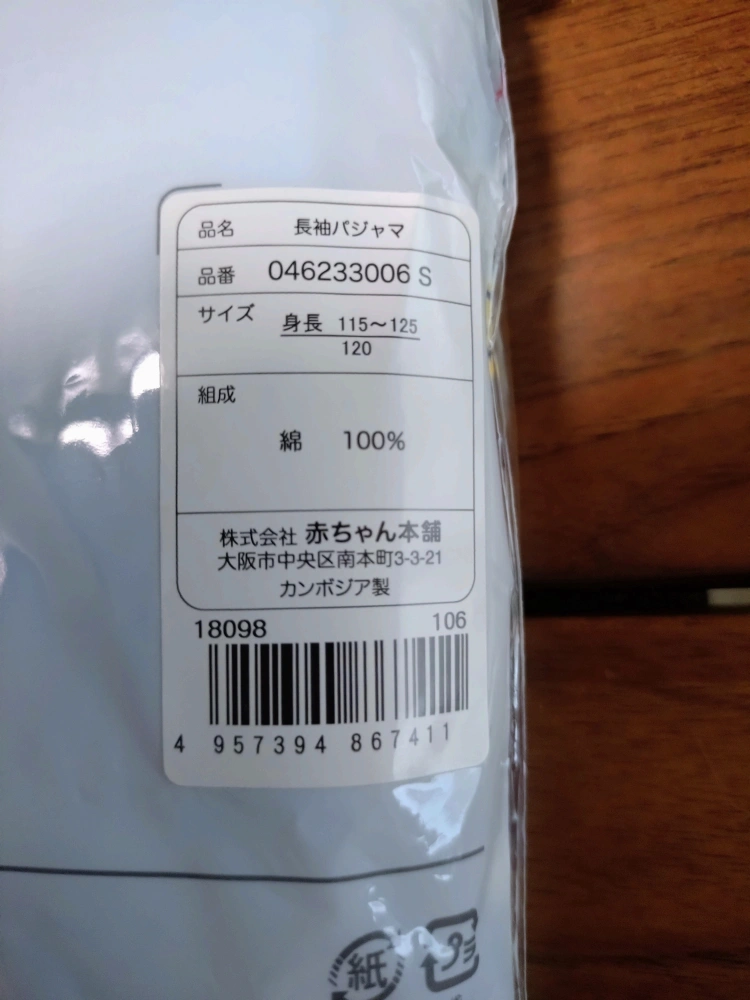 品名 長袖パジャマ
品番 046233006 S
サイズ 身長 115〜125
120
組成
綿 100%
株式会社 赤ちゃん本舗
大阪市中央区南本町3-3-21
カンボジア製
18098 106
4 957394 867411
紙 プラ